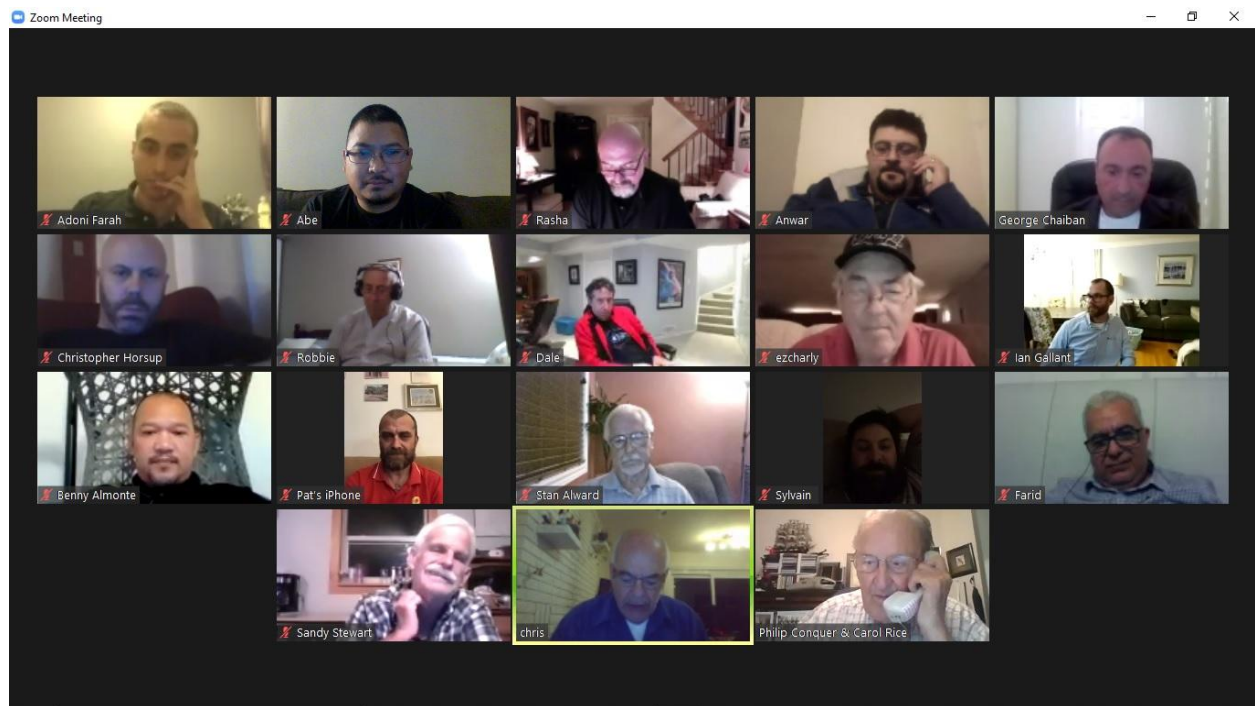 Zoom Meeting
Adoni Farah
Abe
Rasha
Anwar
George Chaiban
Christopher Horsup
Robbie
Dale
ezcharly
Ian Gallant
Benny Almonte
Pat's iPhone
Stan Alward
Sylvain
Farid
Sandy Stewart
chris
Philip Conquer & Carol Rice